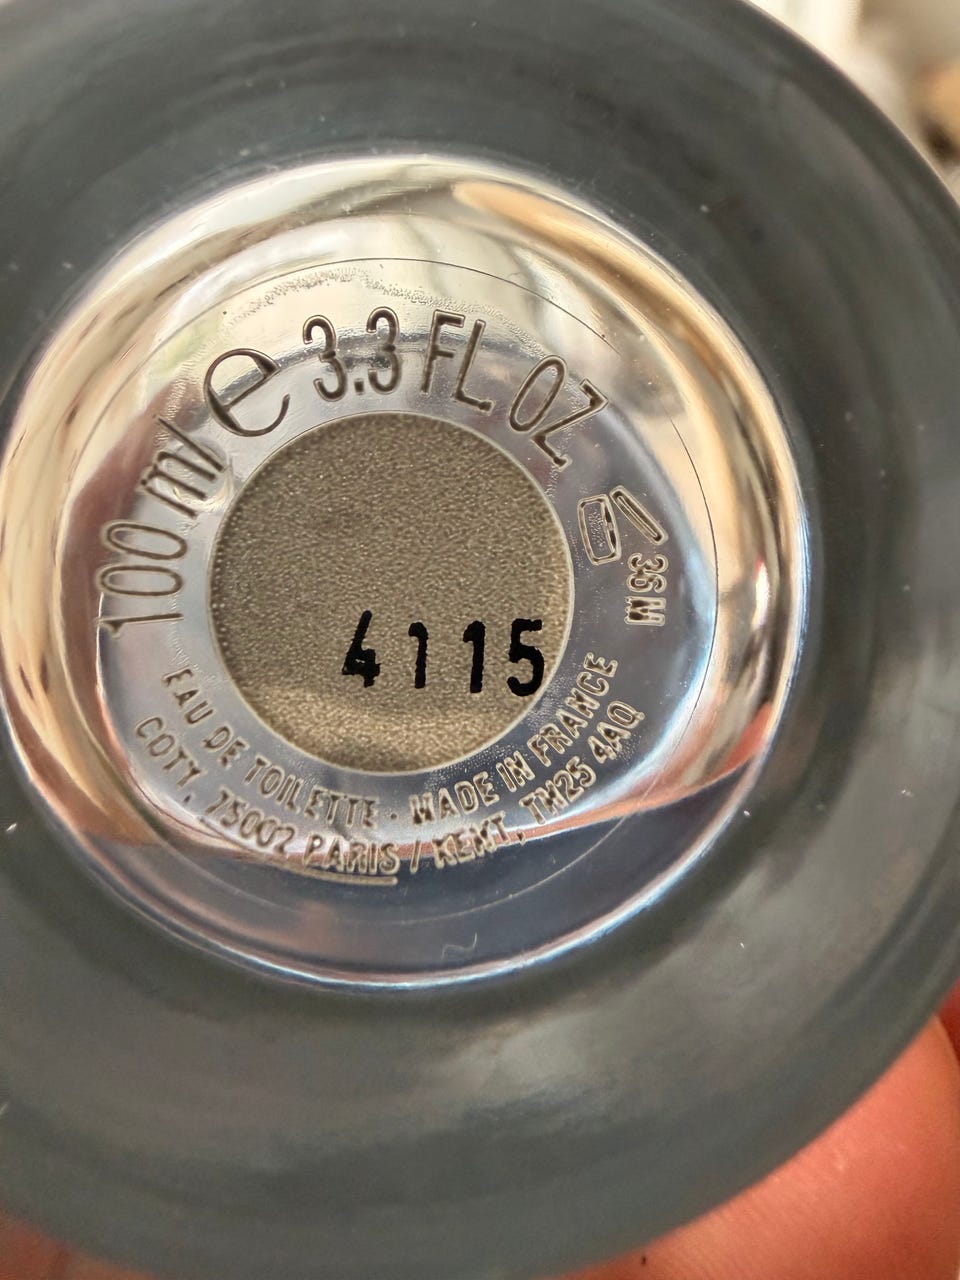 100 ml e 3.3 FL. OZ
36M
4115
EAU DE TOILETTE · MADE IN FRANCE
COTY, 75002 PARIS / KENT, TN25 4AQ